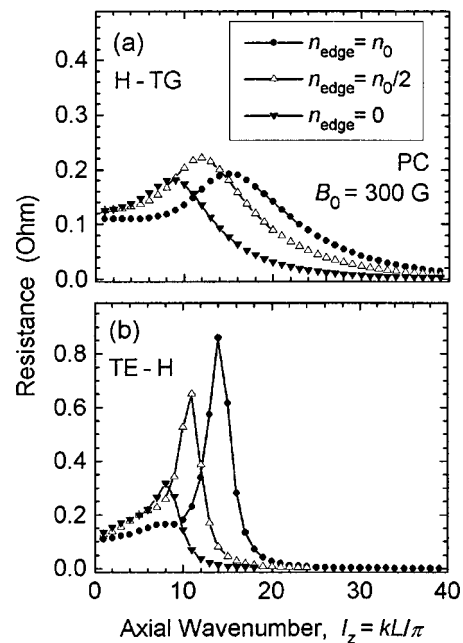 (a)
H - TG
n_edge = n_0
n_edge = n_0/2
n_edge = 0
PC
B_0 = 300 G
0.4
0.2
0.1
0.0
Resistance (Ohm)
(b)
TE - H
0.8
0.6
0.4
0.2
0.0
0 10 20 30 40
Axial Wavenumber, l_z = kL/π